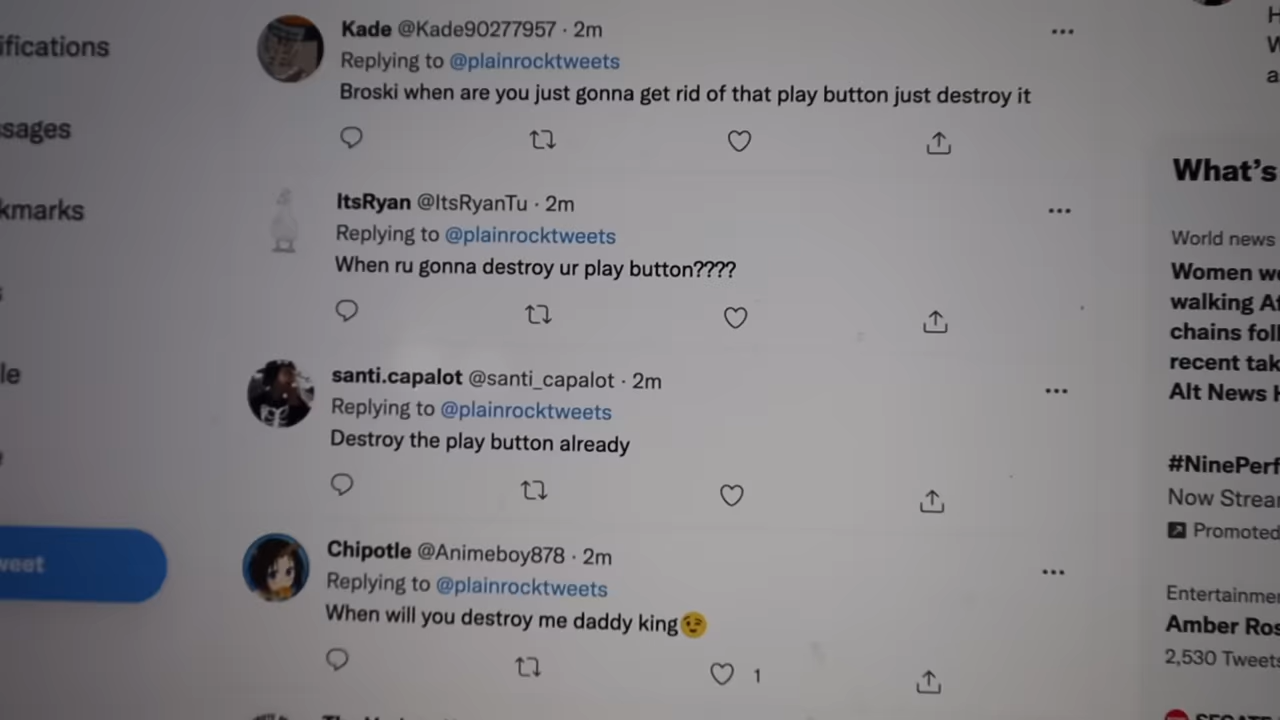 ifications
ssages
kmarks
le
weet
Kade @Kade90277957 · 2m
Replying to @plainrocktweets
Broski when are you just gonna get rid of that play button just destroy it
ItsRyan @ItsRyanTu · 2m
Replying to @plainrocktweets
When ru gonna destroy ur play button????
santi.capalot @santi_capalot · 2m
Replying to @plainrocktweets
Destroy the play button already
Chipotle @Animeboy878 · 2m
Replying to @plainrocktweets
When will you destroy me daddy king😉
1
H
W
a
What's
World news
Women we
walking Af
chains foll
recent tak
Alt News H
#NinePerf
Now Strear
Promoted
Entertainmen
Amber Ros
2,530 Tweets